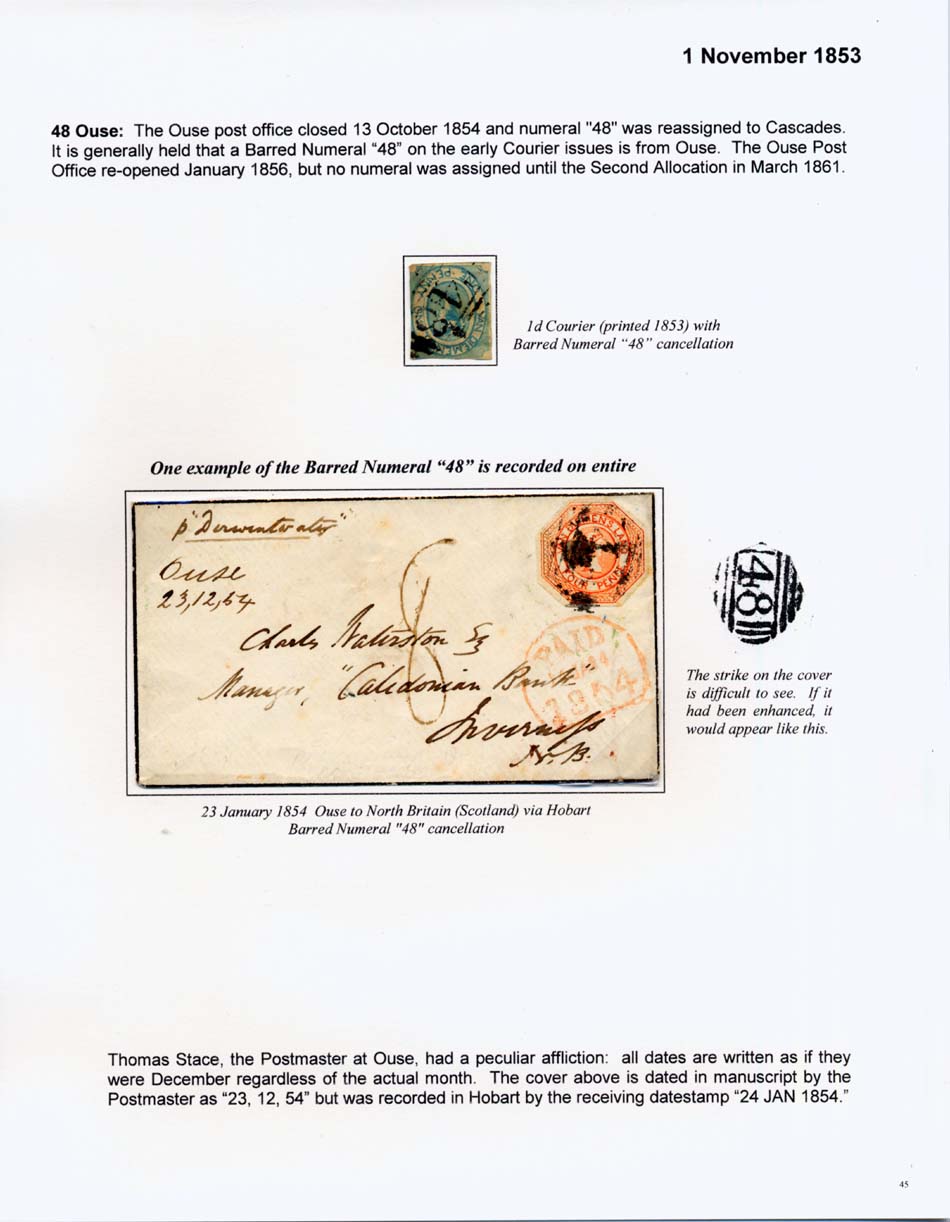 1 November 1853
48 Ouse: The Ouse post office closed 13 October 1854 and numeral "48" was reassigned to Cascades.
It is generally held that a Barred Numeral “48” on the early Courier issues is from Ouse. The Ouse Post
Office re-opened January 1856, but no numeral was assigned until the Second Allocation in March 1861.
1d Courier (printed 1853) with
Barred Numeral “48” cancellation
One example of the Barred Numeral “48” is recorded on entire
p "Derwentwater"
Ouse
23,12,54
Charles Waterston Eq
Manager, "Caledonian Bank"
Inverness
N.B.
PAID
1854
FOUR PENCE
48
The strike on the cover
is difficult to see. If it
had been enhanced, it
would appear like this.
23 January 1854 Ouse to North Britain (Scotland) via Hobart
Barred Numeral "48" cancellation
Thomas Stace, the Postmaster at Ouse, had a peculiar affliction: all dates are written as if they
were December regardless of the actual month. The cover above is dated in manuscript by the
Postmaster as “23, 12, 54” but was recorded in Hobart by the receiving datestamp “24 JAN 1854.”
45